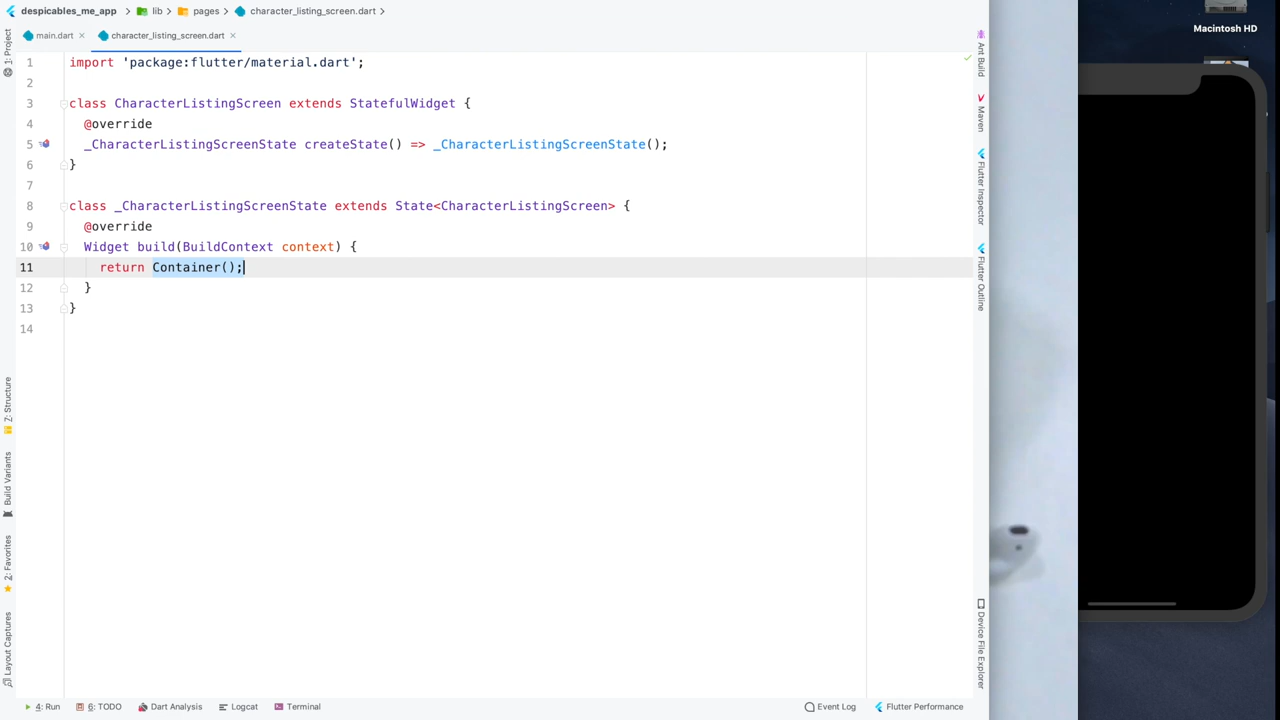 despicables_me_app > lib > pages > character_listing_screen.dart >
Macintosh HD
main.dart × character_listing_screen.dart ×
1: Project
Ant Build
Maven
Flutter Inspector
Flutter Outline
1 import 'package:flutter/material.dart';
2
3 class CharacterListingScreen extends StatefulWidget {
4 @override
5 _CharacterListingScreenState createState() => _CharacterListingScreenState();
6 }
7
8 class _CharacterListingScreenState extends State<CharacterListingScreen> {
9 @override
10 Widget build(BuildContext context) {
11 return Container();
12 }
13 }
14
Z: Structure
Build Variants
2: Favorites
Layout Captures
Device File Explorer
4: Run 6: TODO Dart Analysis Logcat Terminal Event Log Flutter Performance